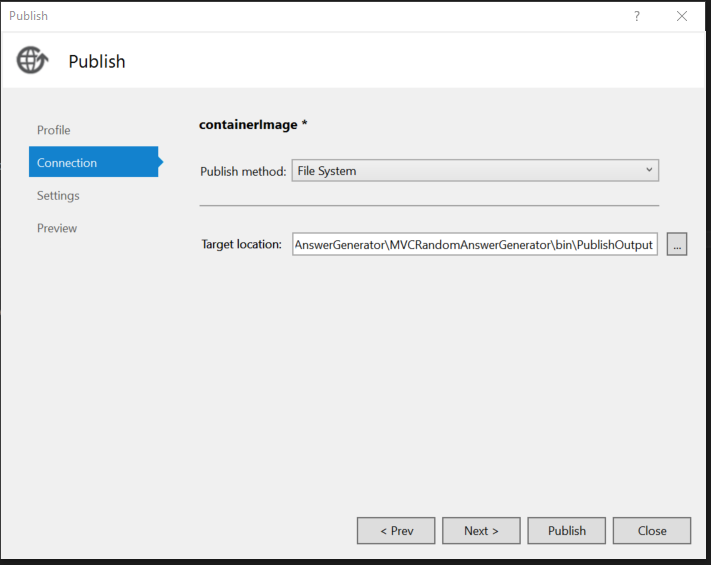 Publish
?
Publish
Profile
Connection
Settings
Preview
containerImage *
Publish method: File System
Target location: AnswerGenerator\MVCRandomAnswerGenerator\bin\PublishOutput ...
< Prev Next > Publish Close